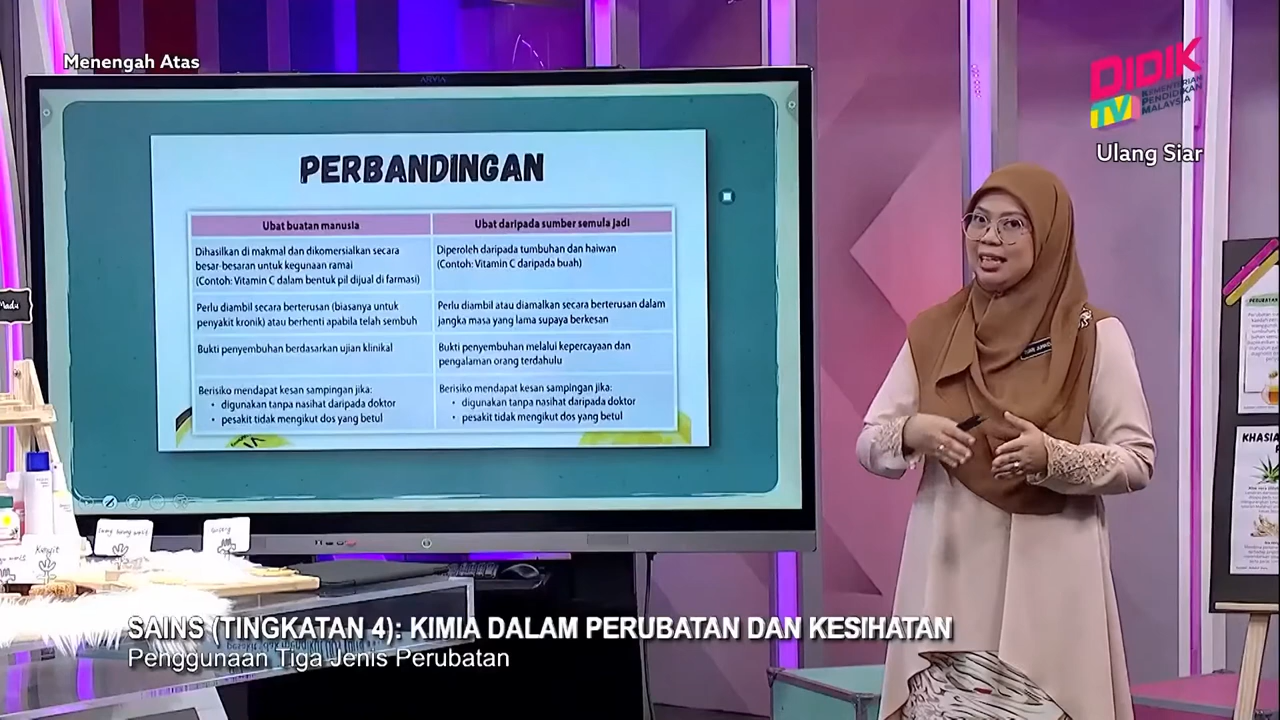 Menengah Atas
DIDIK
TV
KEMENTERIAN
PENDIDIKAN
MALAYSIA
Ulang Siar
ARVIA
PERBANDINGAN
Ubat buatan manusia
Ubat daripada sumber semula jadi
Dihasilkan di makmal dan dikomersialkan secara
besar-besaran untuk kegunaan ramai
(Contoh: Vitamin C dalam bentuk pil dijual di farmasi)
Diperoleh daripada tumbuhan dan haiwan
(Contoh: Vitamin C daripada buah)
Perlu diambil secara berterusan (biasanya untuk
penyakit kronik) atau berhenti apabila telah sembuh
Perlu diambil atau diamalkan secara berterusan dalam
jangka masa yang lama supaya berkesan
Bukti penyembuhan berdasarkan ujian klinikal
Bukti penyembuhan melalui kepercayaan dan
pengalaman orang terdahulu
Berisiko mendapat kesan sampingan jika:
• digunakan tanpa nasihat daripada doktor
• pesakit tidak mengikut dos yang betul
Berisiko mendapat kesan sampingan jika:
• digunakan tanpa nasihat daripada doktor
• pesakit tidak mengikut dos yang betul
Madu
Kunyit
Ginseng
KHASIA
SAINS (TINGKATAN 4): KIMIA DALAM PERUBATAN DAN KESIHATAN
Penggunaan Tiga Jenis Perubatan